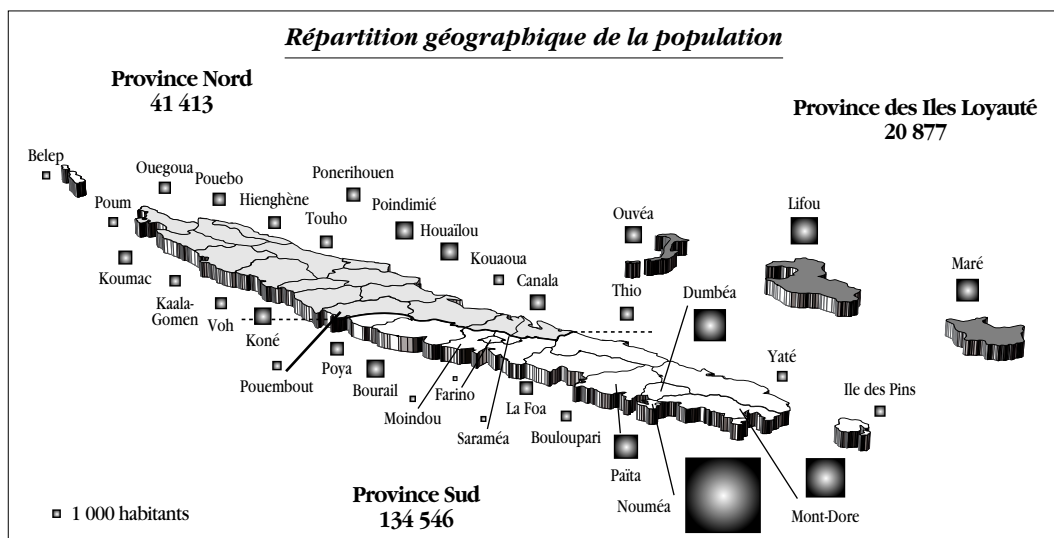 Répartition géographique de la population
Province Nord
41 413
Province des Iles Loyauté
20 877
Belep
Ouegoua
Pouebo
Ponerihouen
Poum
Hienghène
Poindimié
Touho
Houaïlou
Ouvéa
Lifou
Koumac
Kouaoua
Canala
Maré
Kaala-
Gomen
Voh
Koné
Thio
Dumbéa
Pouembout
Poya
Bourail
Farino
Moindou
La Foa
Saraméa
Bouloupari
Yaté
Ile des Pins
Païta
Nouméa
Mont-Dore
Province Sud
134 546
1 000 habitants